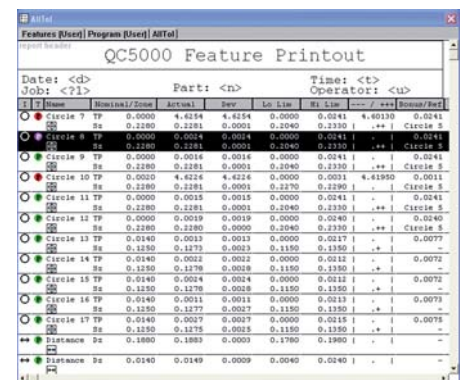 AllTol
Features [User] Program [User] AllTol
report header
QC5000 Feature Printout
Date: <d> Time: <t>
Job: <?1> Part: <n> Operator: <u>
I T Name Nominal/Zone Actual Dev Lo Lim Hi Lim --- / +++ Bonus/Ref
Circle 7 TP 0.0000 4.6254 4.6254 0.0000 0.0241 | 4.60130 0.0241
Sz 0.2280 0.2281 0.0001 0.2040 0.2330 | .++ | Circle 5
Circle 8 TP 0.0000 0.0024 0.0024 0.0000 0.0241 | . | 0.0241
Sz 0.2280 0.2281 0.0001 0.2040 0.2330 | .++ | Circle 5
Circle 9 TP 0.0000 0.0016 0.0016 0.0000 0.0241 | . | 0.0241
Sz 0.2280 0.2281 0.0001 0.2040 0.2330 | .++ | Circle 5
Circle 10 TP 0.0020 4.6226 4.6226 0.0000 0.0031 | 4.61950 0.0011
Sz 0.2280 0.2281 0.0001 0.2270 0.2290 | . | Circle 5
Circle 11 TP 0.0000 0.0015 0.0015 0.0000 0.0241 | . | 0.0241
Sz 0.2280 0.2281 0.0001 0.2040 0.2330 | .++ | Circle 5
Circle 12 TP 0.0000 0.0019 0.0019 0.0000 0.0240 | . | 0.0240
Sz 0.2280 0.2280 0.0000 0.2040 0.2330 | .++ | Circle 5
Circle 13 TP 0.0140 0.0013 0.0013 0.0000 0.0217 | . | 0.0077
Sz 0.1250 0.1273 0.0023 0.1150 0.1350 | .+ | -
Circle 14 TP 0.0140 0.0022 0.0022 0.0000 0.0212 | . | 0.0072
Sz 0.1250 0.1278 0.0028 0.1150 0.1350 | .+ | -
Circle 15 TP 0.0140 0.0024 0.0024 0.0000 0.0212 | . | 0.0072
Sz 0.1250 0.1278 0.0028 0.1150 0.1350 | .+ | -
Circle 16 TP 0.0140 0.0011 0.0011 0.0000 0.0213 | . | 0.0073
Sz 0.1250 0.1277 0.0027 0.1150 0.1350 | .+ | -
Circle 17 TP 0.0140 0.0027 0.0027 0.0000 0.0215 | . | 0.0075
Sz 0.1250 0.1275 0.0025 0.1150 0.1350 | .+ | -
Distance Dz 0.1880 0.1883 0.0003 0.1780 0.1980 | . | -
Distance Dz 0.0140 0.0149 0.0009 0.0040 0.0240 | . | -